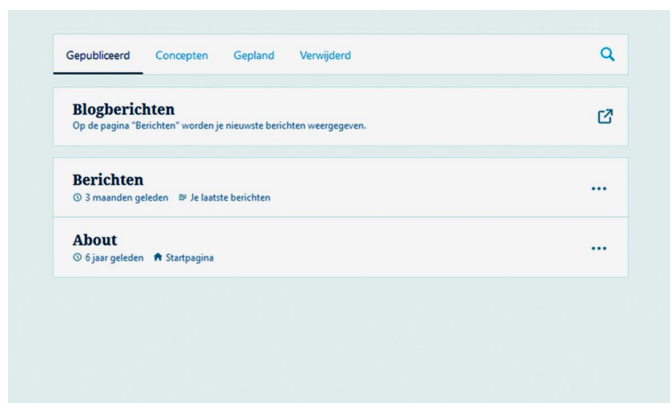 Gepubliceerd Concepten Gepland Verwijderd
Blogberichten
Op de pagina "Berichten" worden je nieuwste berichten weergegeven.
Berichten
3 maanden geleden Je laatste berichten
About
6 jaar geleden Startpagina